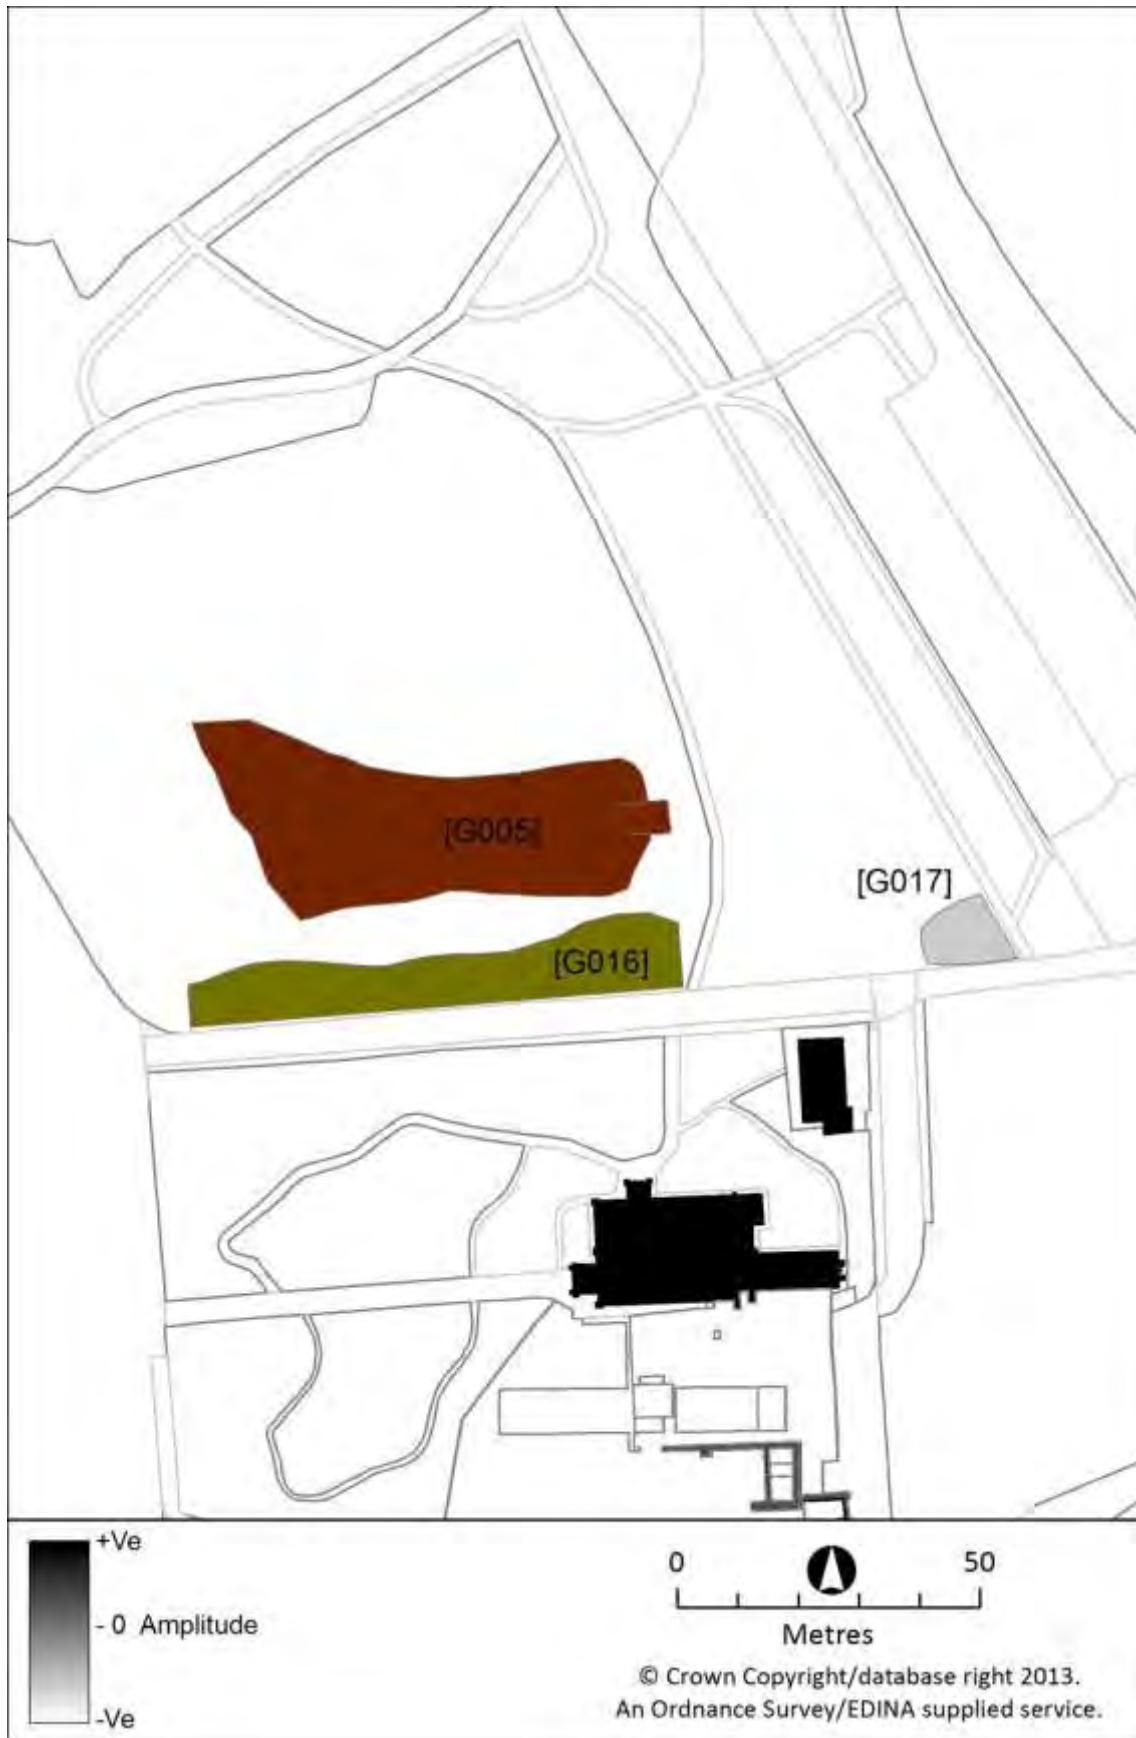 [G005]
[G017]
[G016]
+Ve
- 0 Amplitude
-Ve
0 50
Metres
© Crown Copyright/database right 2013.
An Ordnance Survey/EDINA supplied service.